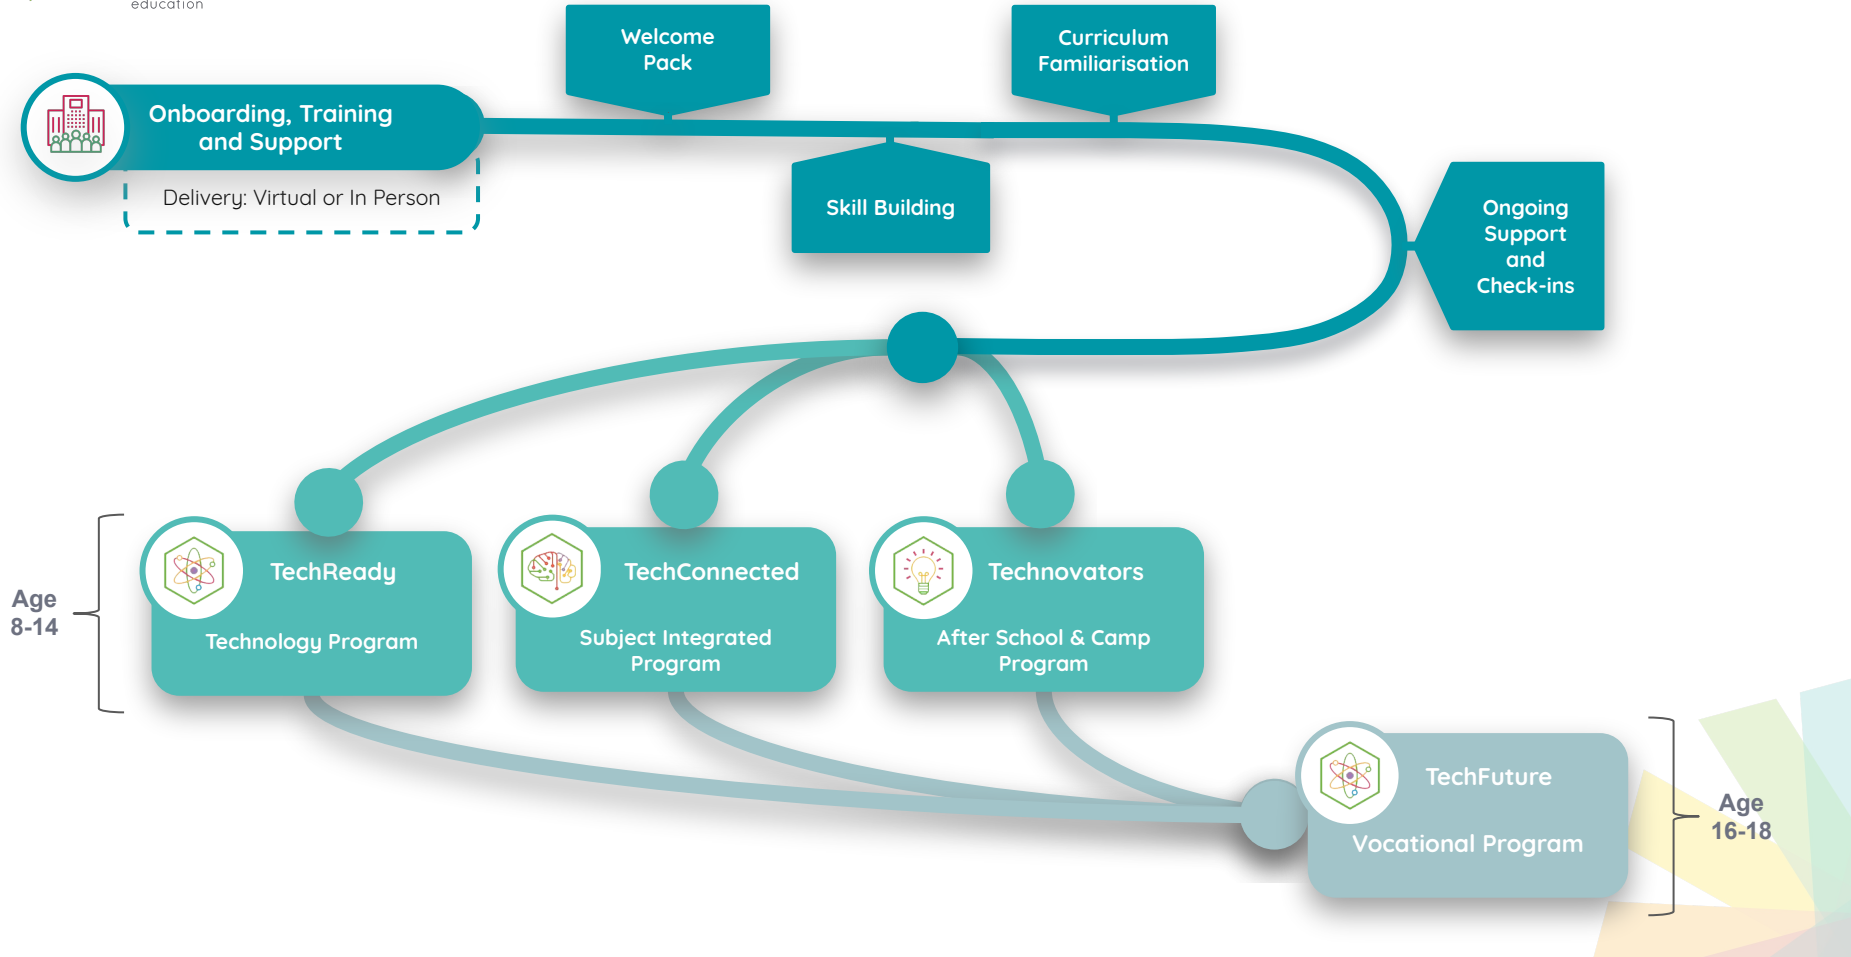 education
Welcome
Pack
Curriculum
Familiarisation
Onboarding, Training
and Support
Delivery: Virtual or In Person
Skill Building
Ongoing
Support
and
Check-ins
Age
8-14
TechReady
Technology Program
TechConnected
Subject Integrated
Program
Technovators
After School & Camp
Program
TechFuture
Vocational Program
Age
16-18